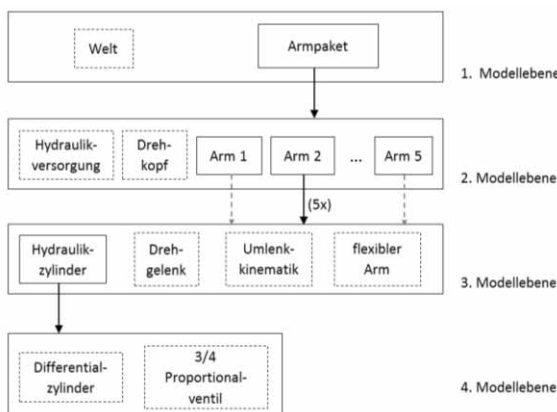 Welt
Armpaket
1. Modellebene
Hydraulik-
versorgung
Dreh-
kopf
Arm 1
Arm 2
...
Arm 5
2. Modellebene
(5x)
Hydraulik-
zylinder
Dreh-
gelenk
Umlenk-
kinematik
flexibler
Arm
3. Modellebene
Differential-
zylinder
3/4
Proportional-
ventil
4. Modellebene